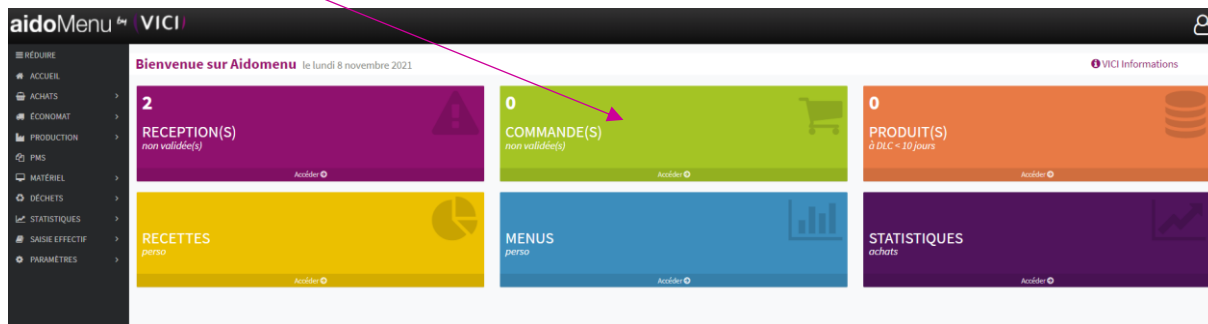 aidoMenu by (VICI)
RÉDUIRE
ACCUEIL
ACHATS
ÉCONOMAT
PRODUCTION
PMS
MATÉRIEL
DÉCHETS
STATISTIQUES
SAISIE EFFECTIF
PARAMÈTRES
Bienvenue sur Aidomenu le lundi 8 novembre 2021
VICI Informations
2
RECEPTION(S)
non validée(s)
Accéder
0
COMMANDE(S)
non validée(s)
Accéder
0
PRODUIT(S)
à DLC < 10 jours
Accéder
RECETTES
perso
Accéder
MENUS
perso
Accéder
STATISTIQUES
achats
Accéder